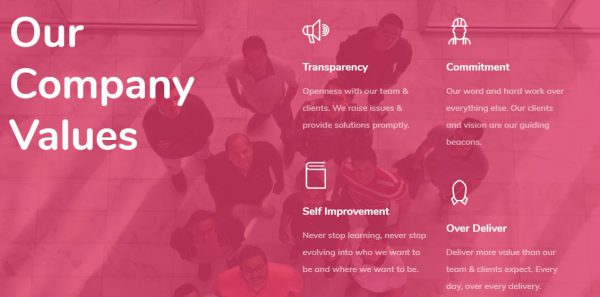 Our
Company
Values
Transparency
Openness with our team &
clients. We raise issues &
provide solutions promptly.
Commitment
Our word and hard work over
everything else. Our clients
and vision are our guiding
beacons.
Self Improvement
Never stop learning, never stop
evolving into who we want to
be and where we want to be.
Over Deliver
Deliver more value than our
team & clients expect. Every
day, over every delivery.